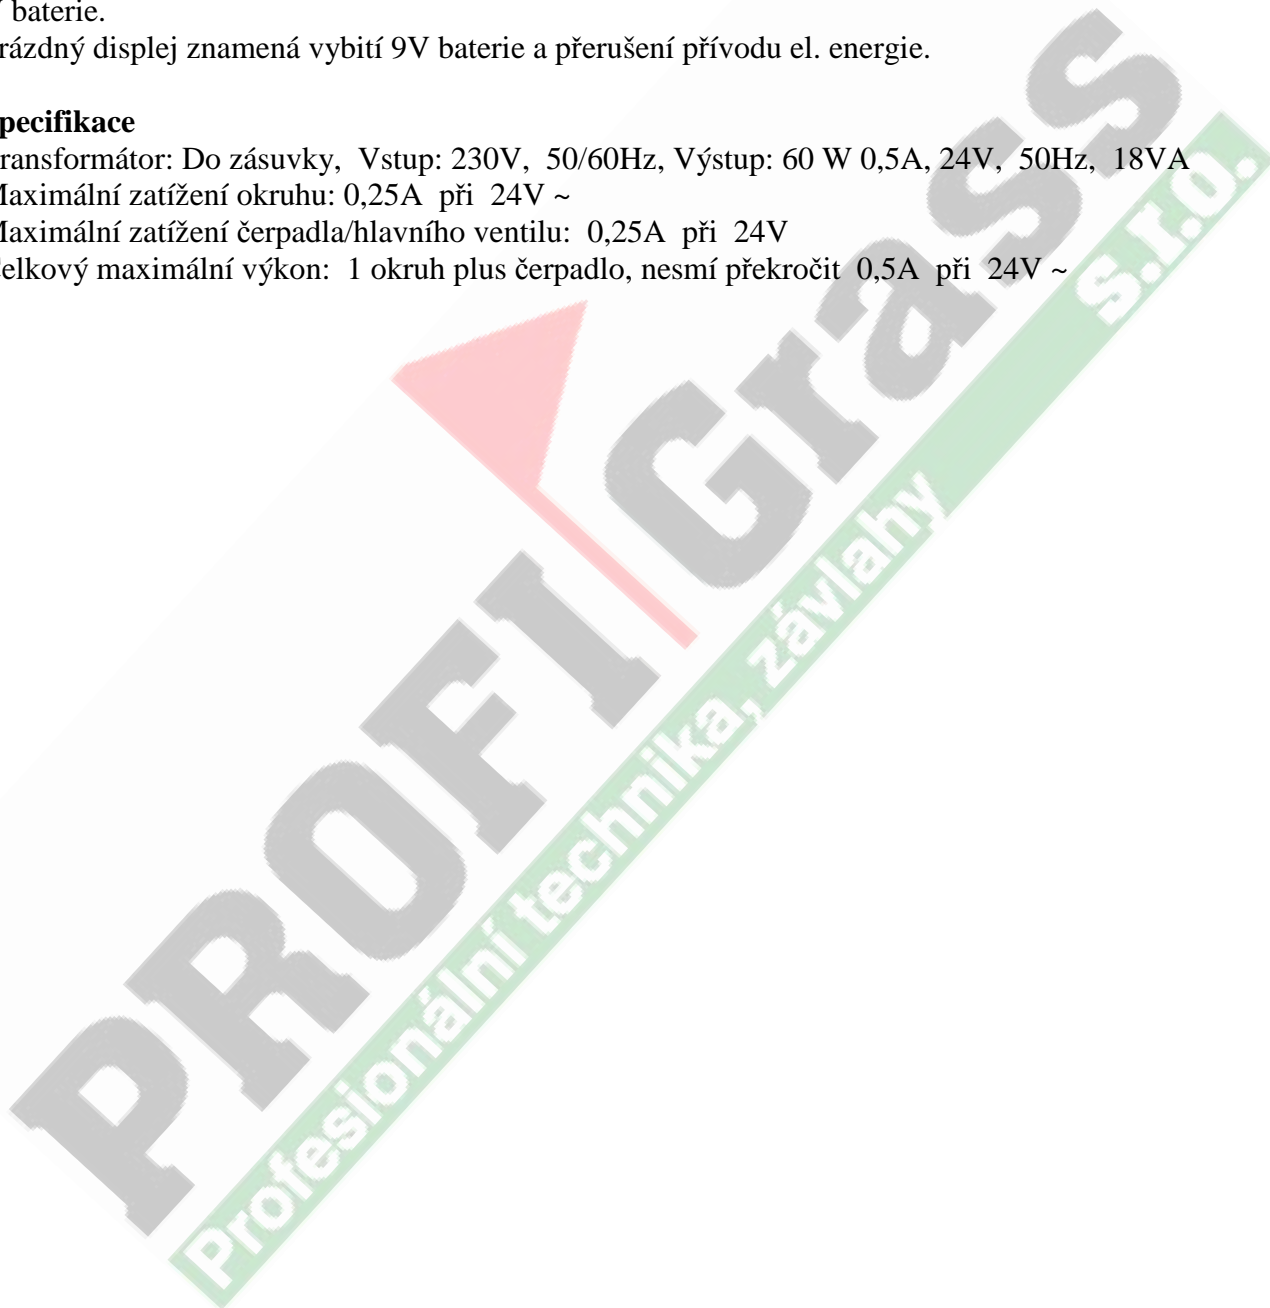 baterie.
rázdný displej znamená vybití 9V baterie a přerušení přívodu el. energie.
pecifikace
ransformátor: Do zásuvky, Vstup: 230V, 50/60Hz, Výstup: 60 W 0,5A, 24V, 50Hz, 18VA
aximální zatížení okruhu: 0,25A při 24V ~
aximální zatížení čerpadla/hlavního ventilu: 0,25A při 24V
elkový maximální výkon: 1 okruh plus čerpadlo, nesmí překročit 0,5A při 24V ~
PROFI Grass
Profesionální technika, závlahy s.r.o.